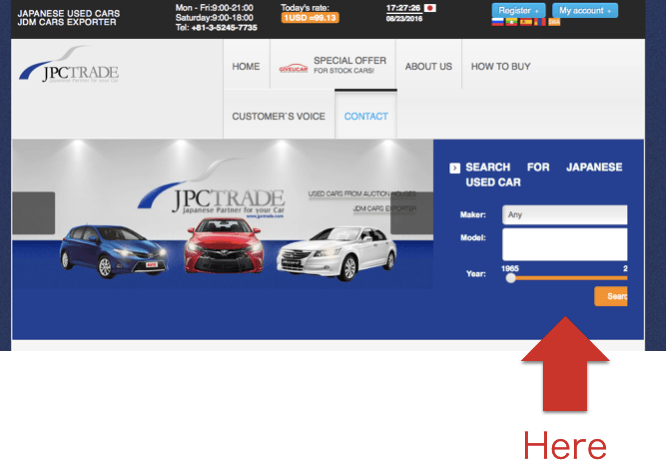 JAPANESE USED CARS
JDM CARS EXPORTER
Mon - Fri:9:00-21:00
Saturday:9:00-18:00
Tel: +81-3-5245-7735
Today's rate:
1USD =99.13
17:27:26
08/23/2016
Register +
My account +
JPCTRADE
Japanese Partner for your Car
HOME
GIVEUCAR
SPECIAL OFFER
FOR STOCK CARS!
ABOUT US
HOW TO BUY
CUSTOMER'S VOICE
CONTACT
JPCTRADE
Japanese Partner for your Car
www.jpctrade.com
USED CARS FROM AUCTION HOUSES
JDM CARS EXPORTER
SEARCH FOR JAPANESE
USED CAR
Maker:
Any
Model:
Year:
1965
2
Searc
Here